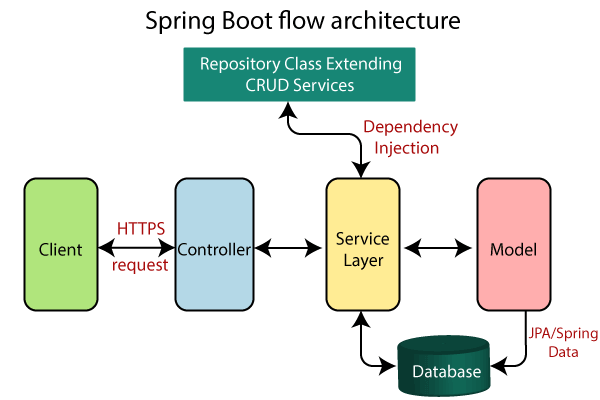 Spring Boot flow architecture
Repository Class Extending
CRUD Services
Dependency
Injection
Client
HTTPS
request
Controller
Service
Layer
Model
JPA/Spring
Data
Database